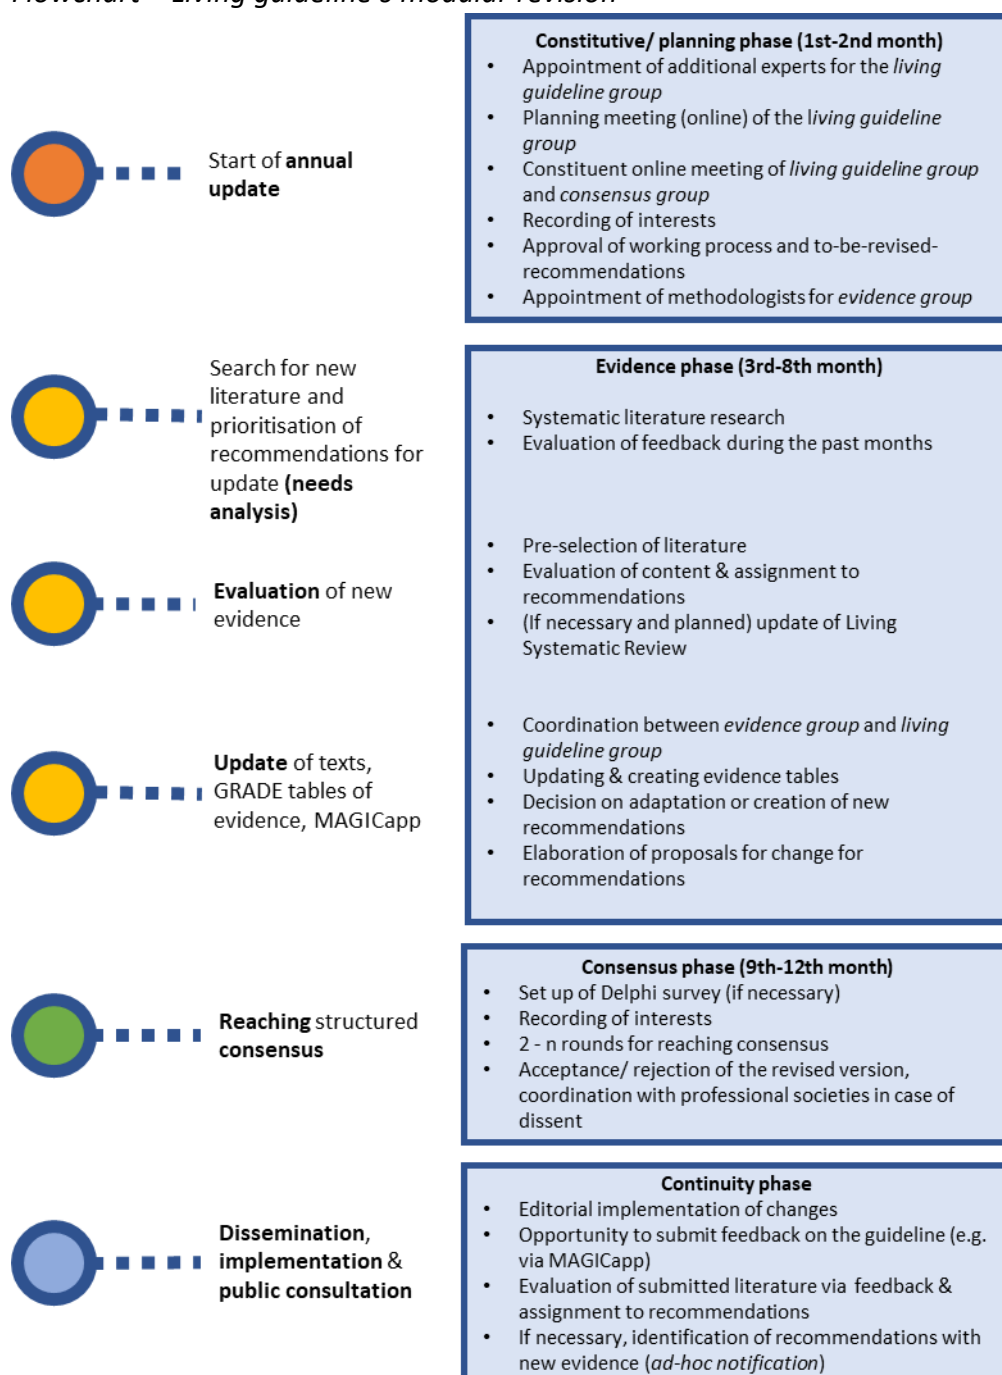 Flowchart – Living guideline's modular revision
Constitutive/ planning phase (1st-2nd month)
• Appointment of additional experts for the living
guideline group
• Planning meeting (online) of the living guideline
group
• Constituent online meeting of living guideline group
and consensus group
• Recording of interests
• Approval of working process and to-be-revised-
recommendations
• Appointment of methodologists for evidence group
Start of annual
update
Search for new
literature and
prioritisation of
recommendations for
update (needs
analysis)
Evidence phase (3rd-8th month)
• Systematic literature research
• Evaluation of feedback during the past months
Evaluation of new
evidence
• Pre-selection of literature
• Evaluation of content & assignment to
recommendations
• (If necessary and planned) update of Living
Systematic Review
Update of texts,
GRADE tables of
evidence, MAGICapp
• Coordination between evidence group and living
guideline group
• Updating & creating evidence tables
• Decision on adaptation or creation of new
recommendations
• Elaboration of proposals for change for
recommendations
Reaching structured
consensus
Consensus phase (9th-12th month)
• Set up of Delphi survey (if necessary)
• Recording of interests
• 2 - n rounds for reaching consensus
• Acceptance/ rejection of the revised version,
coordination with professional societies in case of
dissent
Dissemination,
implementation &
public consultation
Continuity phase
• Editorial implementation of changes
• Opportunity to submit feedback on the guideline (e.g.
via MAGICapp)
• Evaluation of submitted literature via feedback &
assignment to recommendations
• If necessary, identification of recommendations with
new evidence (ad-hoc notification)